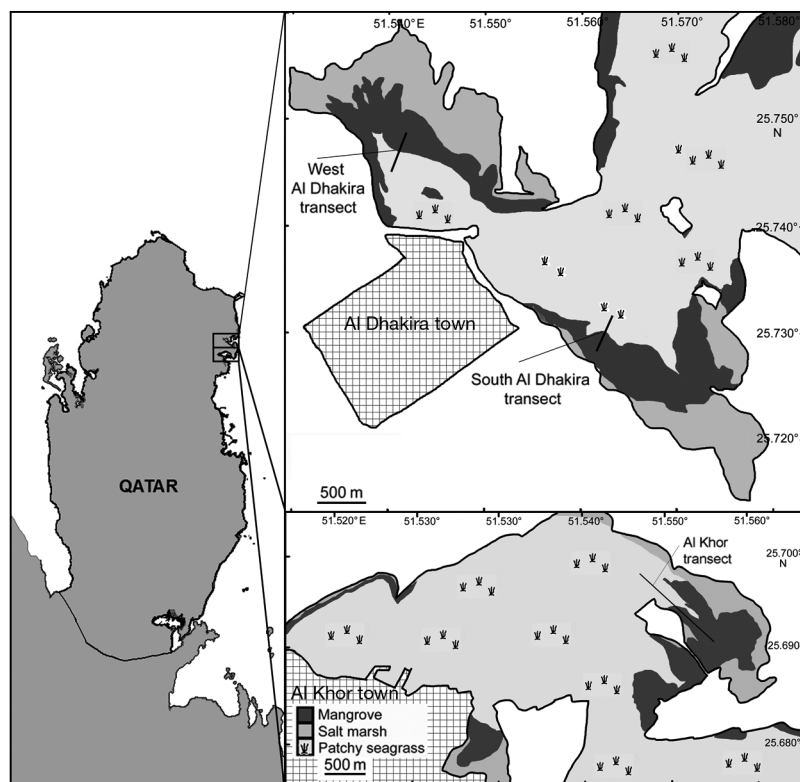 51.540°E 51.550° 51.560° 51.570° 51.580°
25.750°
N
West
Al Dhakira
transect
25.740°
Al Dhakira town
25.730°
South Al Dhakira
transect
25.720°
QATAR
500 m
51.520°E 51.530° 51.530° 51.540° 51.550° 51.560°
Al Khor
transect
25.700°
N
25.690°
Al Khor town
Mangrove
Salt marsh
Patchy seagrass
500 m
25.680°